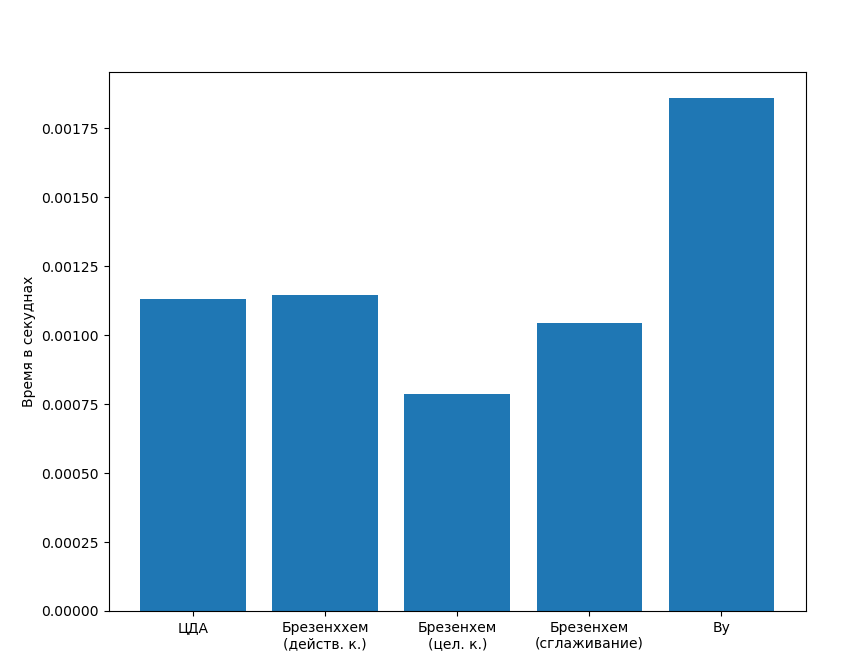 Время в секуднах
0.00175
0.00150
0.00125
0.00100
0.00075
0.00050
0.00025
0.00000
ЦДА
Брезенххем
(действ. к.)
Брезенхем
(цел. к.)
Брезенхем
(сглаживание)
Ву